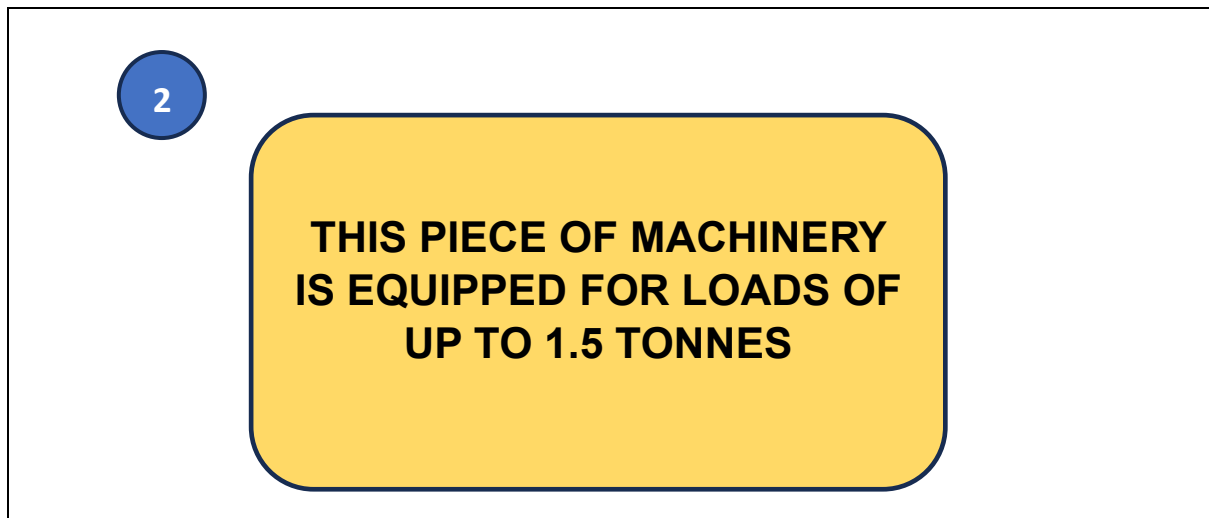 2
THIS PIECE OF MACHINERY
IS EQUIPPED FOR LOADS OF
UP TO 1.5 TONNES